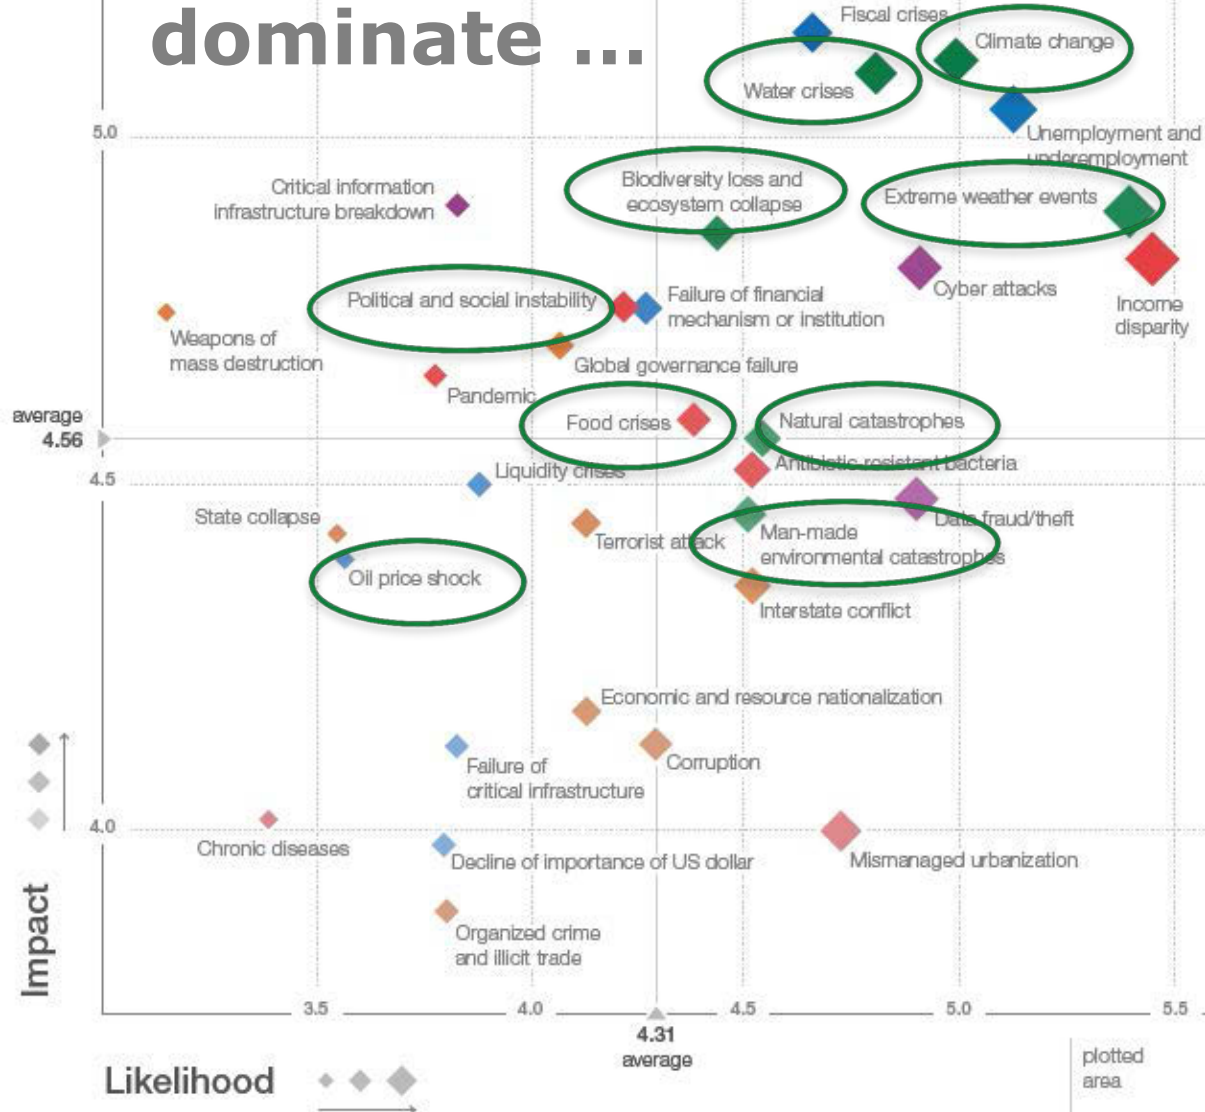 dominate ...
Fiscal crises
Climate change
Water crises
5.0
Unemployment and
underemployment
Biodiversity loss and
ecosystem collapse
Critical information
infrastructure breakdown
Extreme weather events
Cyber attacks
Income
disparity
Political and social instability
Failure of financial
mechanism or institution
Weapons of
mass destruction
Global governance failure
Pandemic
average
4.56
Food crises
Natural catastrophes
Antibiotic-resistant bacteria
Liquidity crises
4.5
State collapse
Data fraud/theft
Terrorist attack
Man-made
environmental catastrophes
Oil price shock
Interstate conflict
Economic and resource nationalization
Corruption
Failure of
critical infrastructure
4.0
Chronic diseases
Decline of importance of US dollar
Mismanaged urbanization
Organized crime
and illicit trade
Impact
3.5
4.0
4.5
5.0
5.5
4.31
average
plotted
area
Likelihood